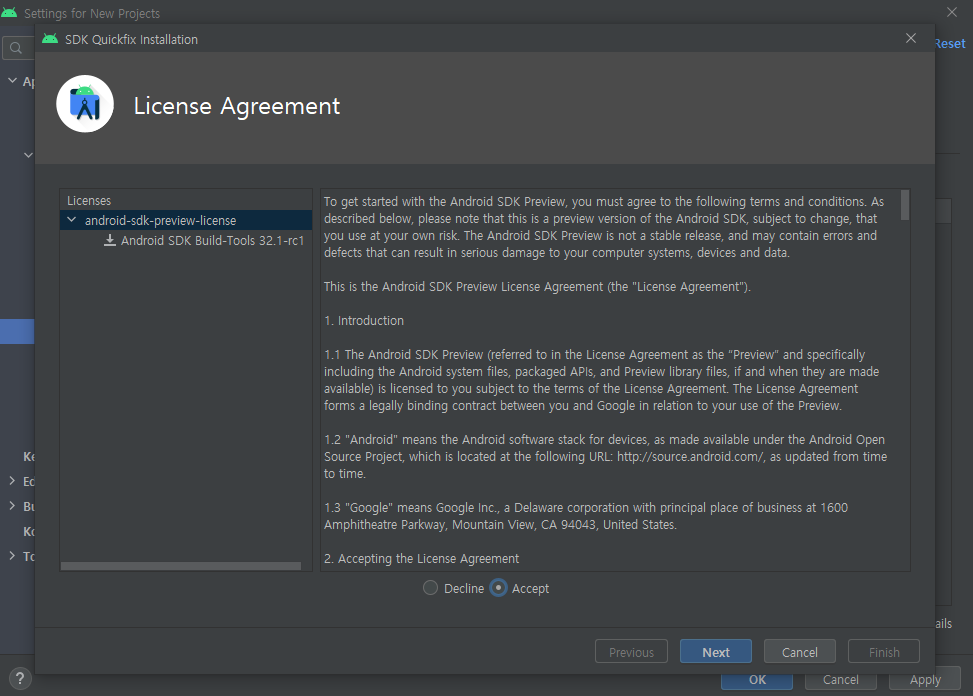 Settings for New Projects
SDK Quickfix Installation
Reset
License Agreement
Licenses
android-sdk-preview-license
Android SDK Build-Tools 32.1-rc1
To get started with the Android SDK Preview, you must agree to the following terms and conditions. As
described below, please note that this is a preview version of the Android SDK, subject to change, that
you use at your own risk. The Android SDK Preview is not a stable release, and may contain errors and
defects that can result in serious damage to your computer systems, devices and data.
This is the Android SDK Preview License Agreement (the "License Agreement").
1. Introduction
1.1 The Android SDK Preview (referred to in the License Agreement as the "Preview" and specifically
including the Android system files, packaged APIs, and Preview library files, if and when they are made
available) is licensed to you subject to the terms of the License Agreement. The License Agreement
forms a legally binding contract between you and Google in relation to your use of the Preview.
1.2 "Android" means the Android software stack for devices, as made available under the Android Open
Source Project, which is located at the following URL: http://source.android.com/, as updated from time
to time.
1.3 "Google" means Google Inc., a Delaware corporation with principal place of business at 1600
Amphitheatre Parkway, Mountain View, CA 94043, United States.
2. Accepting the License Agreement
Decline Accept
Previous Next Cancel Finish
? OK Cancel Apply